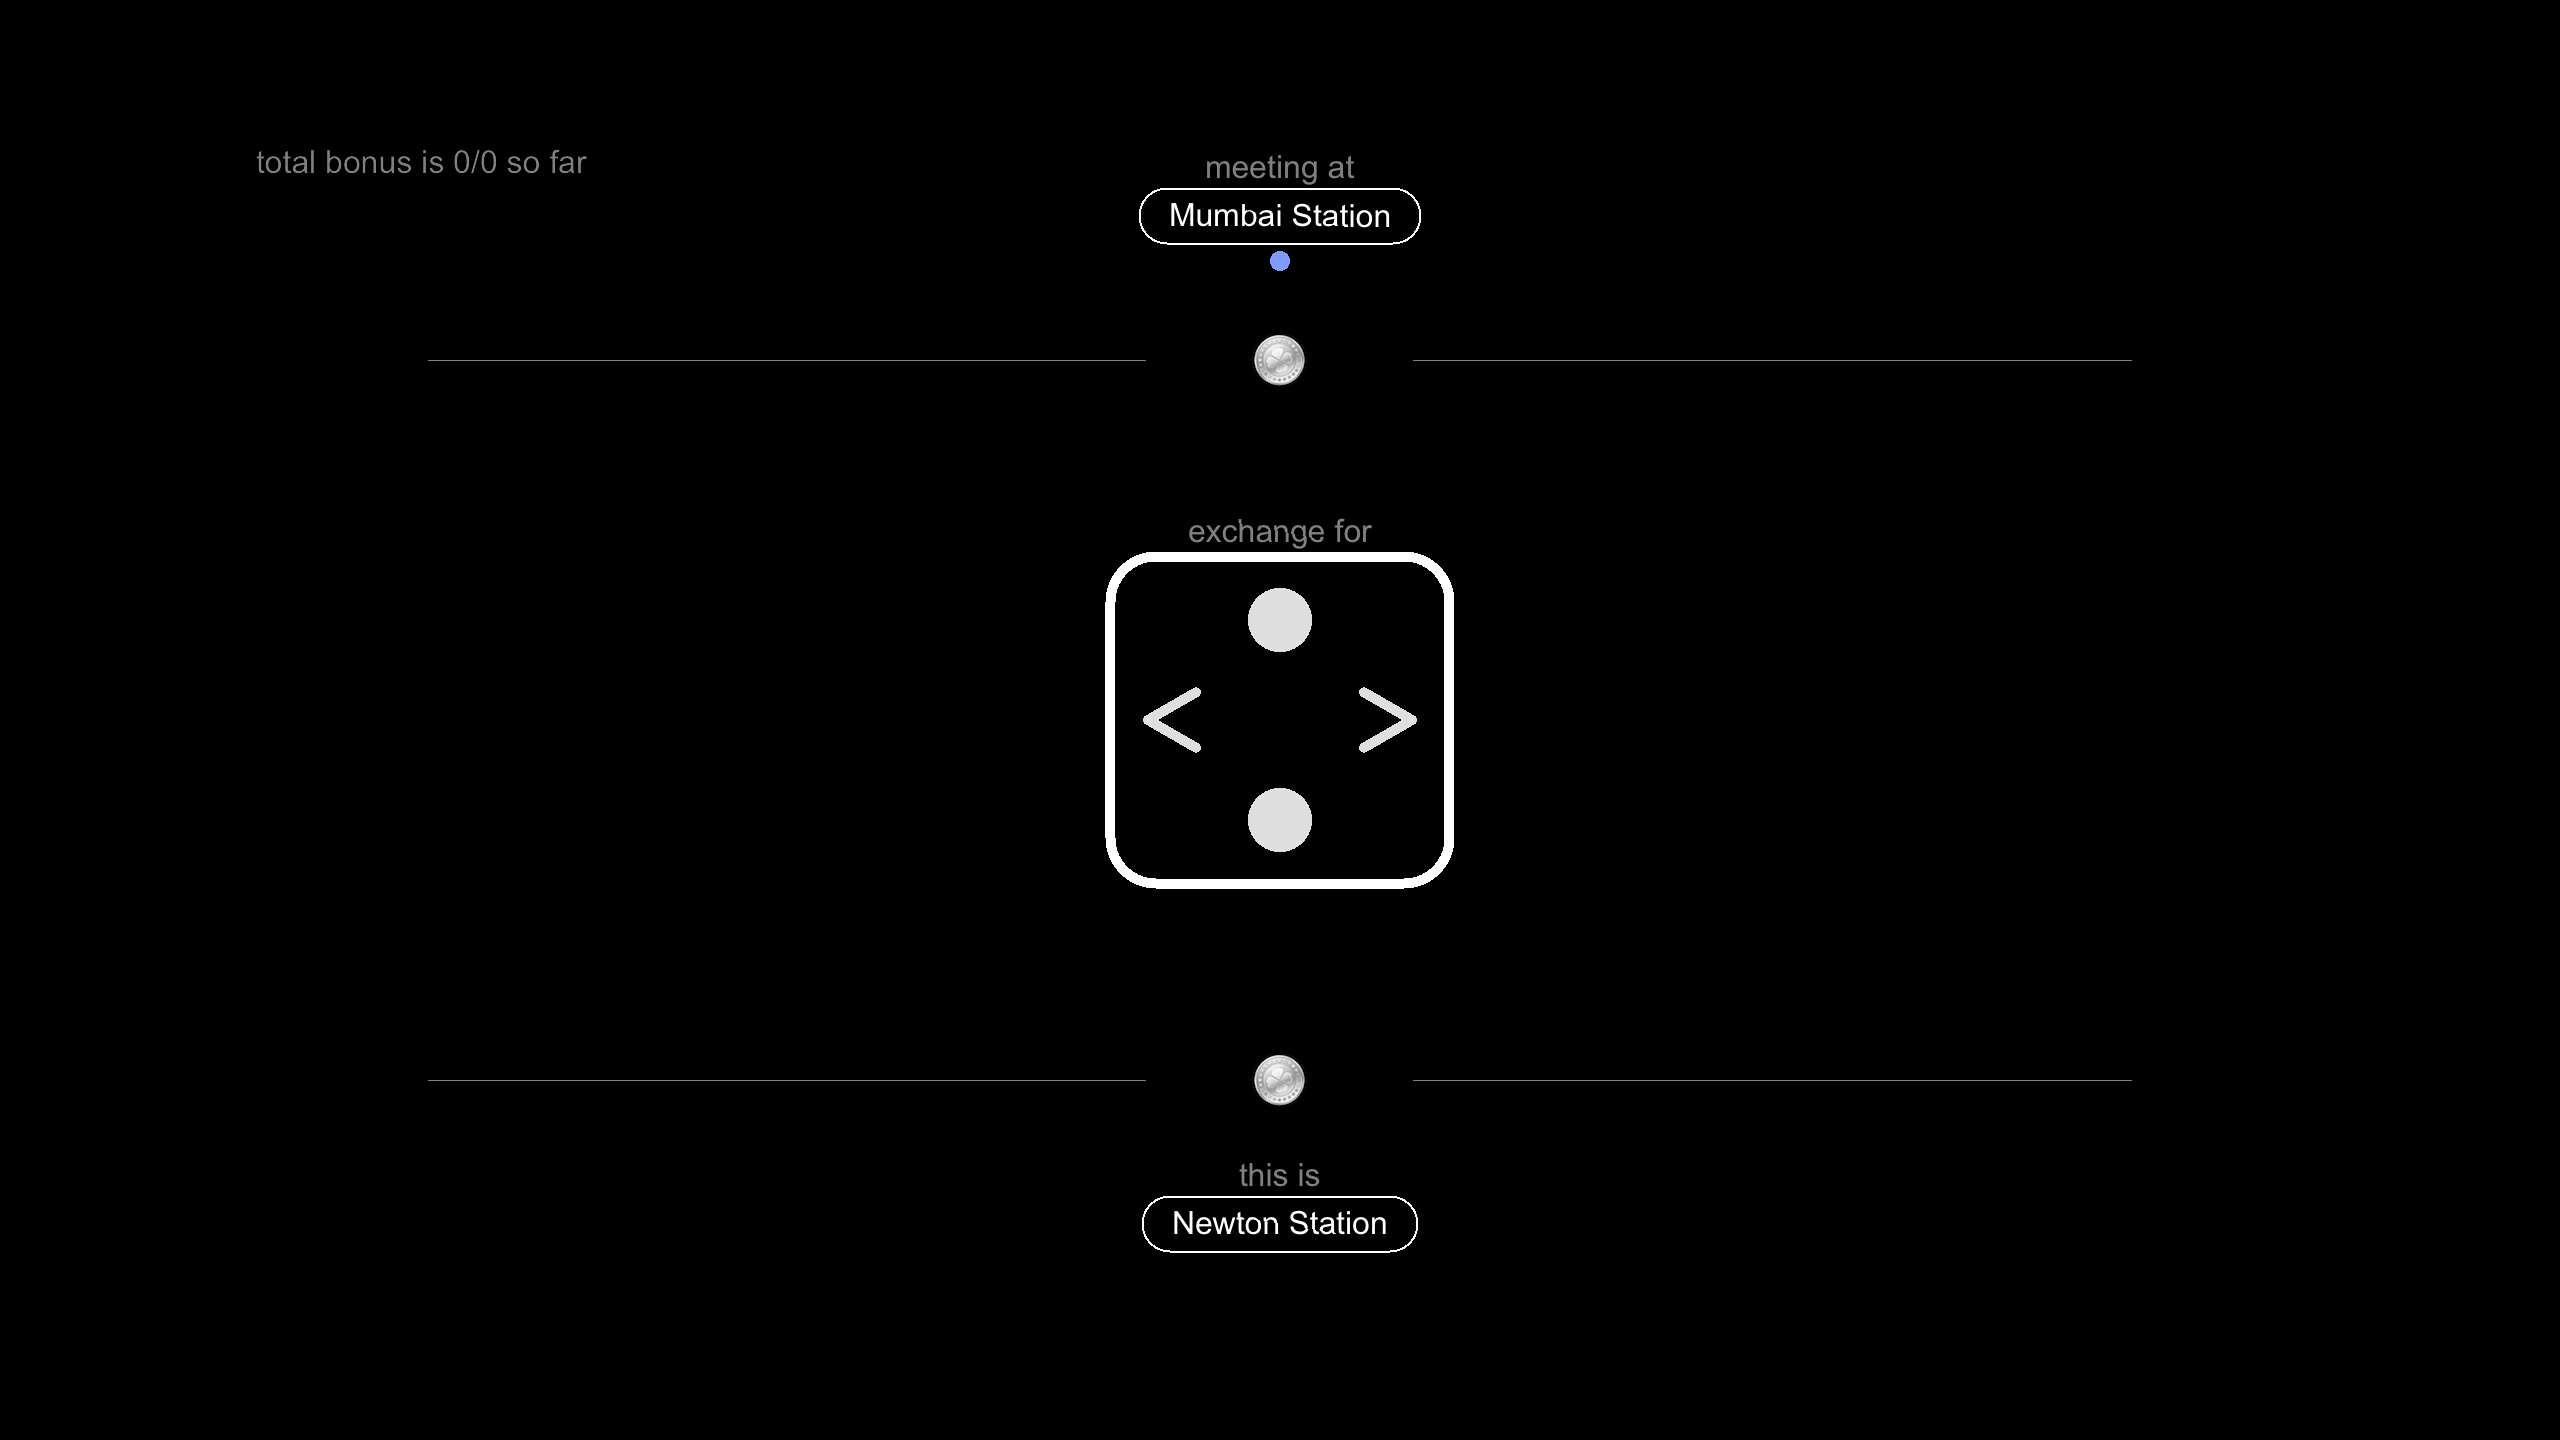 total bonus is 0/0 so far
meeting at
Mumbai Station
exchange for
< >
this is
Newton Station